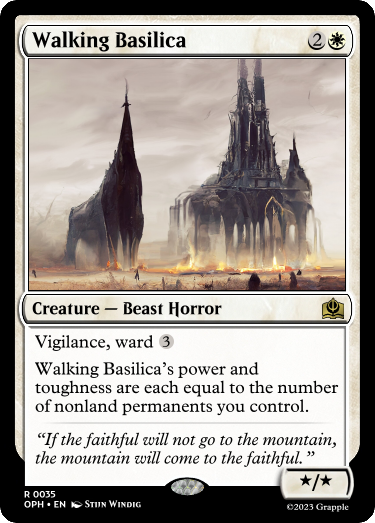 Walking Basilica 2
Creature — Beast Horror
Vigilance, ward 3
Walking Basilica's power and
toughness are each equal to the number
of nonland permanents you control.
“If the faithful will not go to the mountain,
the mountain will come to the faithful.”
★/★
R 0035
OPH • EN Stijn Windig
©2023 Grapple